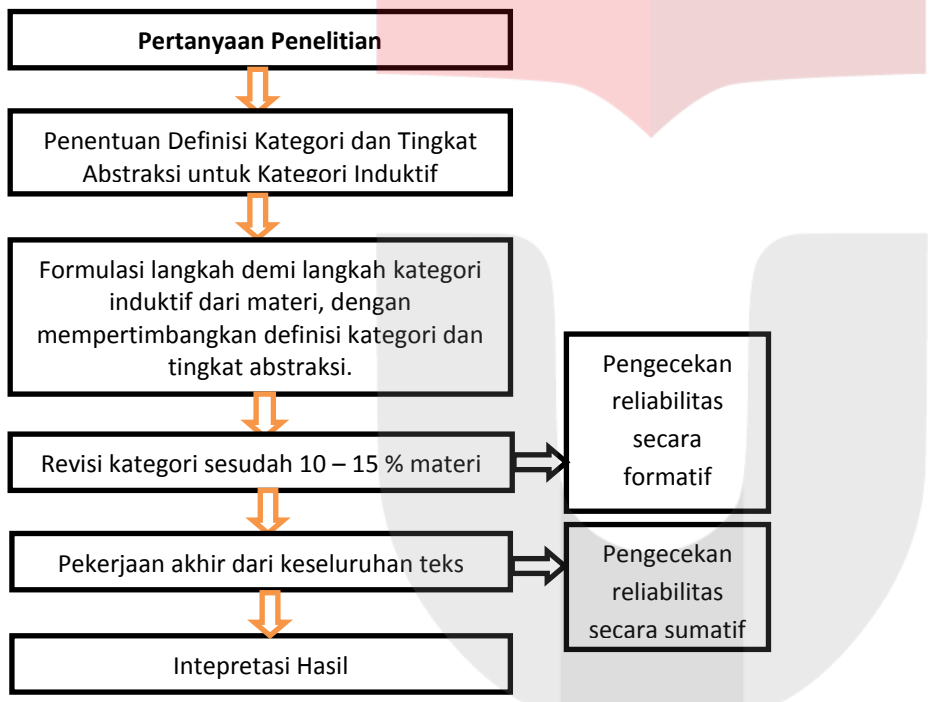 Pertanyaan Penelitian
Penentuan Definisi Kategori dan Tingkat
Abstraksi untuk Kategori Induktif
Formulasi langkah demi langkah kategori
induktif dari materi, dengan
mempertimbangkan definisi kategori dan
tingkat abstraksi.
Revisi kategori sesudah 10 – 15 % materi
Pengecekan
reliabilitas
secara
formatif
Pekerjaan akhir dari keseluruhan teks
Pengecekan
reliabilitas
secara sumatif
Intepretasi Hasil